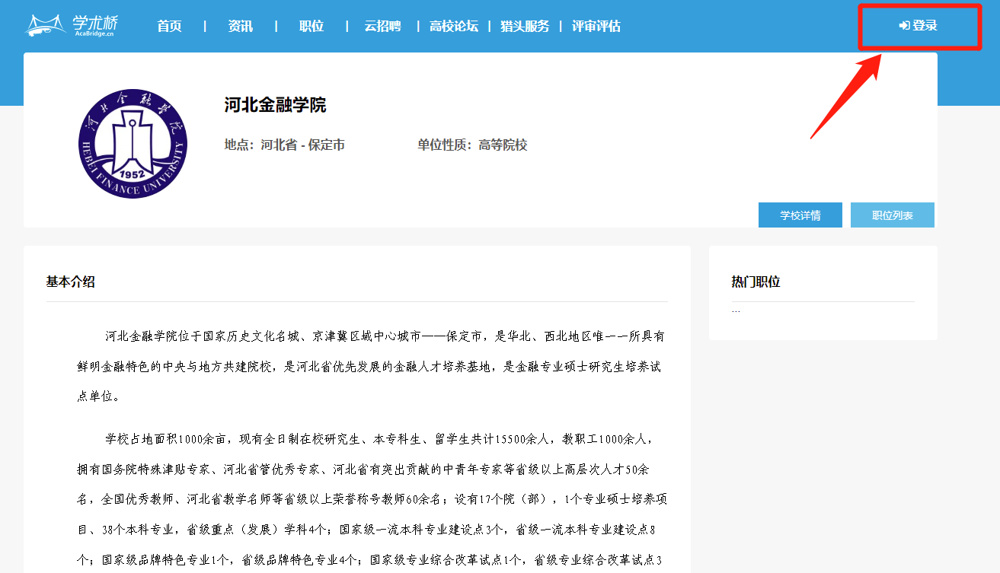 学术桥
AcaBridge.cn
首页 | 资讯 | 职位 | 云招聘 | 高校论坛 | 猎头服务 | 评审评估
登录
河北金融学院
HEBEI FINANCE UNIVERSITY
1952
河北金融学院
地点：河北省 - 保定市 单位性质：高等院校
学校详情 职位列表
基本介绍
河北金融学院位于国家历史文化名城、京津冀区域中心城市——保定市，是华北、西北地区唯一一所具有
鲜明金融特色的中央与地方共建院校，是河北省优先发展的金融人才培养基地，是金融专业硕士研究生培养试
点单位。
学校占地面积1000余亩，现有全日制在校研究生、本专科生、留学生共计15500余人，教职工1000余人，
拥有国务院特殊津贴专家、河北省管优秀专家、河北省有突出贡献的中青年专家等省级以上高层次人才50余
名，全国优秀教师、河北省教学名师等省级以上荣誉称号教师60余名；设有17个院（部），1个专业硕士培养项
目、38个本科专业，省级重点（发展）学科4个；国家级一流本科专业建设点3个，省级一流本科专业建设点8
个；国家级品牌特色专业1个，省级品牌特色专业4个；国家级专业综合改革试点1个，省级专业综合改革试点3
热门职位
...